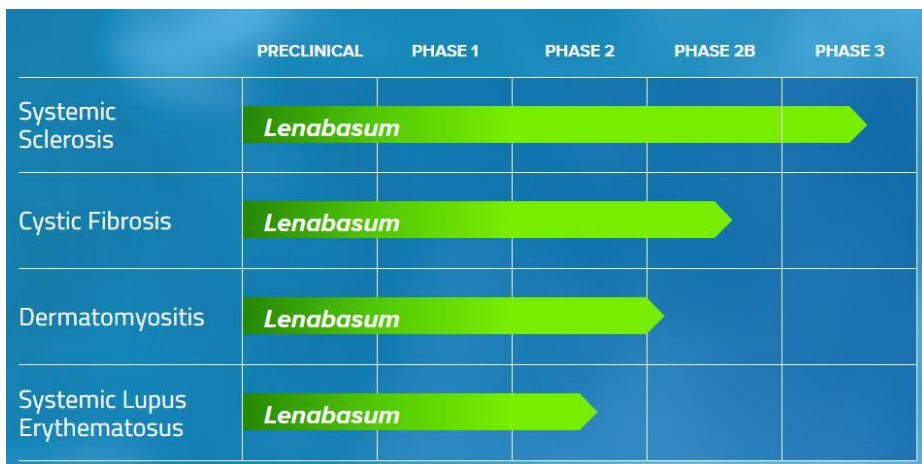 PRECLINICAL PHASE 1 PHASE 2 PHASE 2B PHASE 3
Systemic
Sclerosis
Lenabasum
Cystic Fibrosis
Lenabasum
Dermatomyositis
Lenabasum
Systemic Lupus
Erythematosus
Lenabasum